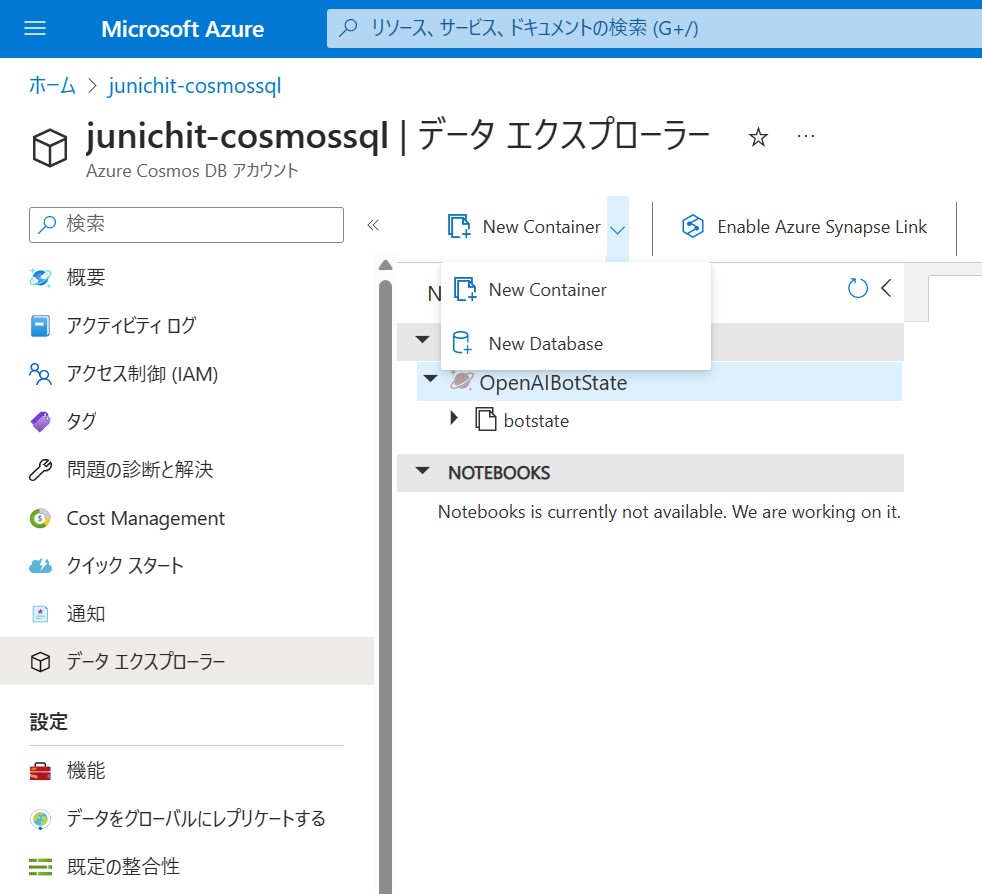 Microsoft Azure
リソース、サービス、ドキュメントの検索 (G+/)
ホーム > junichit-cosmossql
junichit-cosmossql | データ エクスプローラー
Azure Cosmos DB アカウント
検索
概要
アクティビティ ログ
アクセス制御 (IAM)
タグ
問題の診断と解決
Cost Management
クイック スタート
通知
データ エクスプローラー
設定
機能
データをグローバルにレプリケートする
既定の整合性
New Container
Enable Azure Synapse Link
New Container
New Database
OpenAIBotState
botstate
NOTEBOOKS
Notebooks is currently not available. We are working on it.